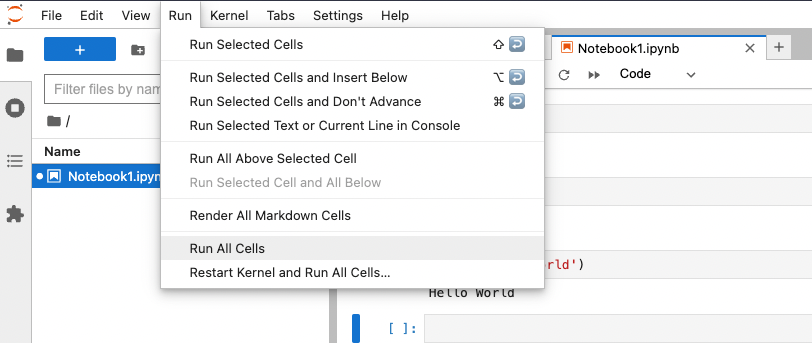 File Edit View Run Kernel Tabs Settings Help
+
Filter files by nam
/
Name
Notebook1.ipyn
Run Selected Cells ⇧
Run Selected Cells and Insert Below ⌥
Run Selected Cells and Don't Advance ⌘
Run Selected Text or Current Line in Console
Run All Above Selected Cell
Run Selected Cell and All Below
Render All Markdown Cells
Run All Cells
Restart Kernel and Run All Cells...
Notebook1.ipynb × +
Code
rld')
Hello World
[ ]: